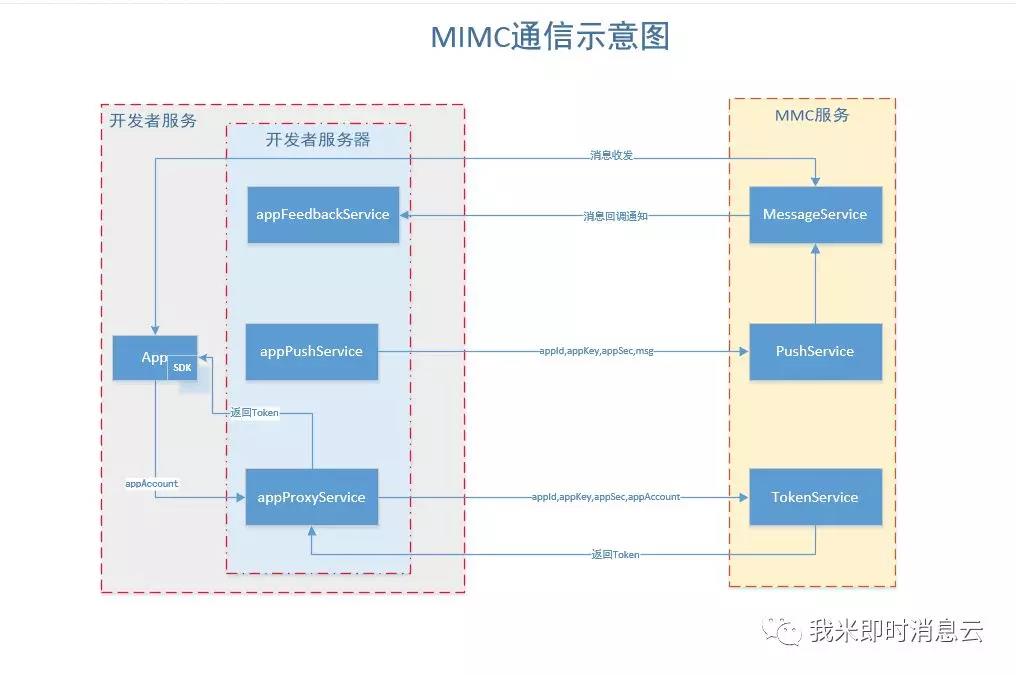 MIMC通信示意图
开发者服务
开发者服务器
MMC服务
消息收发
appFeedbackService
消息回调通知
MessageService
App
SDK
appPushService
appId,appKey,appSec,msg
PushService
返回Token
appAccount
appProxyService
appId,appKey,appSec,appAccount
TokenService
返回Token
我米即时消息云